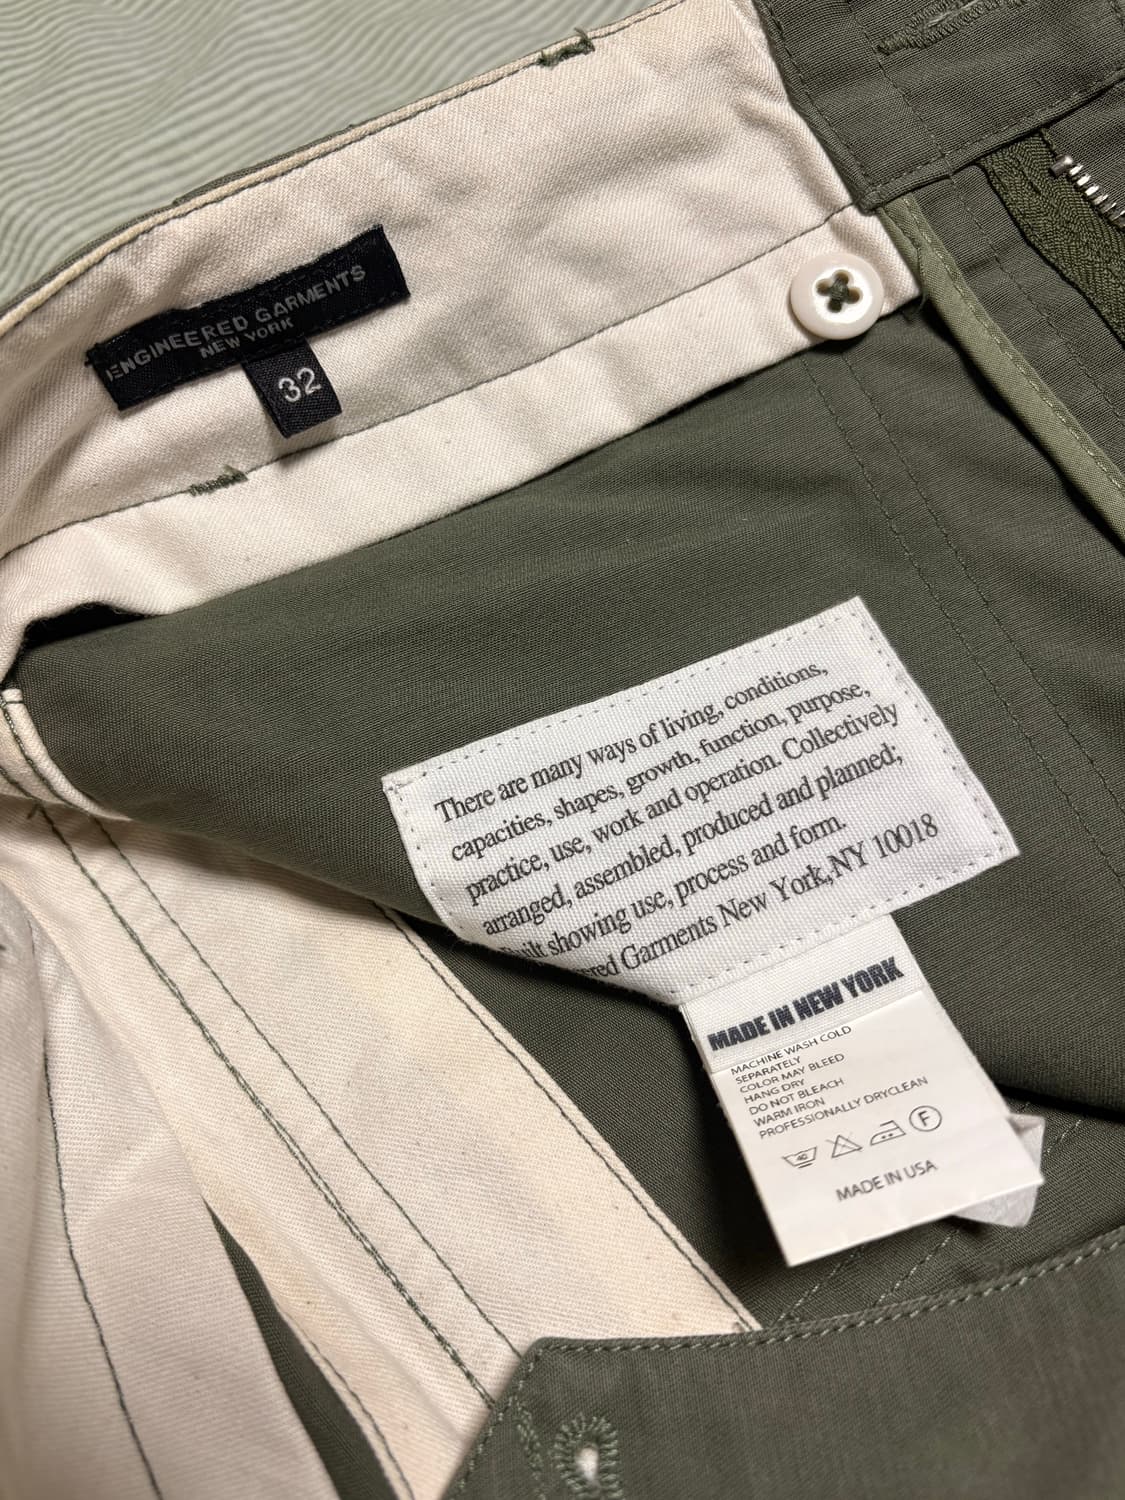 ENGINEERED GARMENTS
NEW YORK
32
There are many ways of living, conditions,
capacities, shapes, growth, function, purpose,
practice, use, work and operation. Collectively
arranged, assembled, produced and planned;
showing use, process and form.
Garments New York,NY 10018
MADE IN NEW YORK
MACHINE WASH COLD
SEPARATELY
COLOR MAY BLEED
HANG DRY
DO NOT BLEACH
WARM IRON
PROFESSIONALLY DRYCLEAN
40
F
MADE IN USA